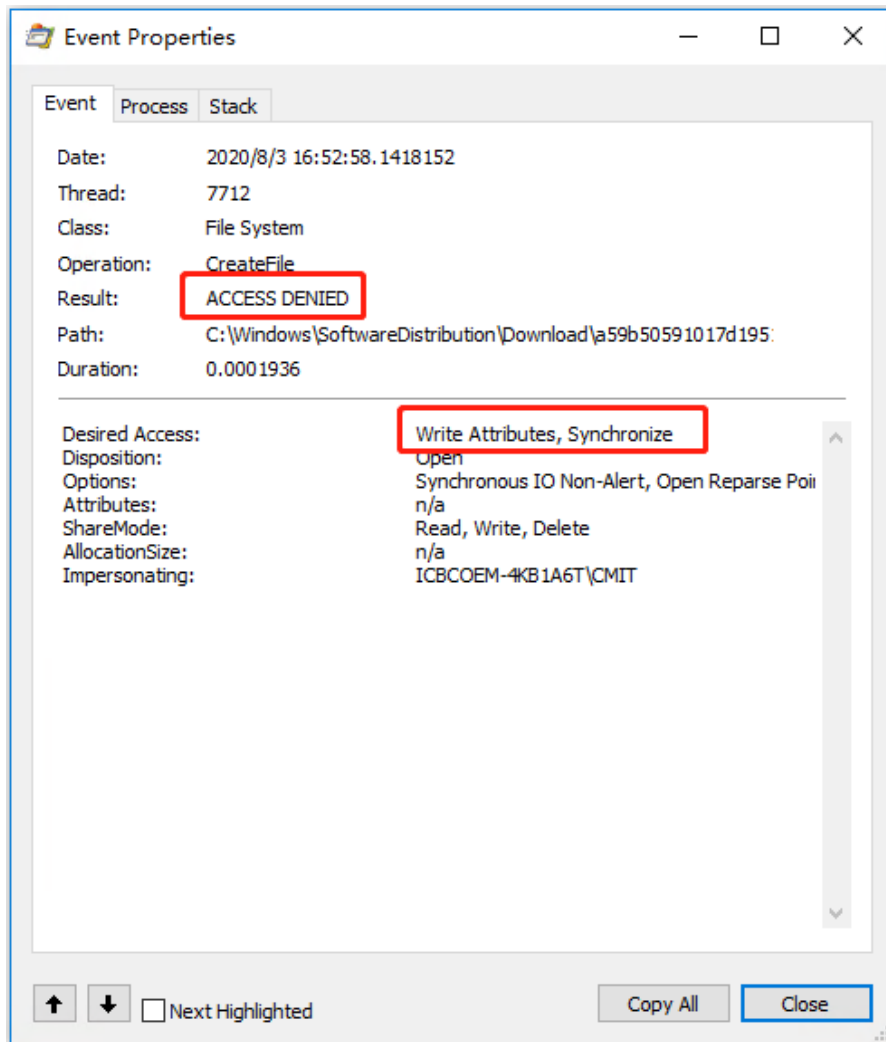 Event Properties
Event Process Stack
Date: 2020/8/3 16:52:58.1418152
Thread: 7712
Class: File System
Operation: CreateFile
Result: ACCESS DENIED
Path: C:\Windows\SoftwareDistribution\Download\a59b50591017d1951
Duration: 0.0001936
Desired Access: Write Attributes, Synchronize
Disposition: Open
Options: Synchronous IO Non-Alert, Open Reparse Poi
Attributes: n/a
ShareMode: Read, Write, Delete
AllocationSize: n/a
Impersonating: ICBCOEM-4KB1A6T\CMIT
Next Highlighted Copy All Close